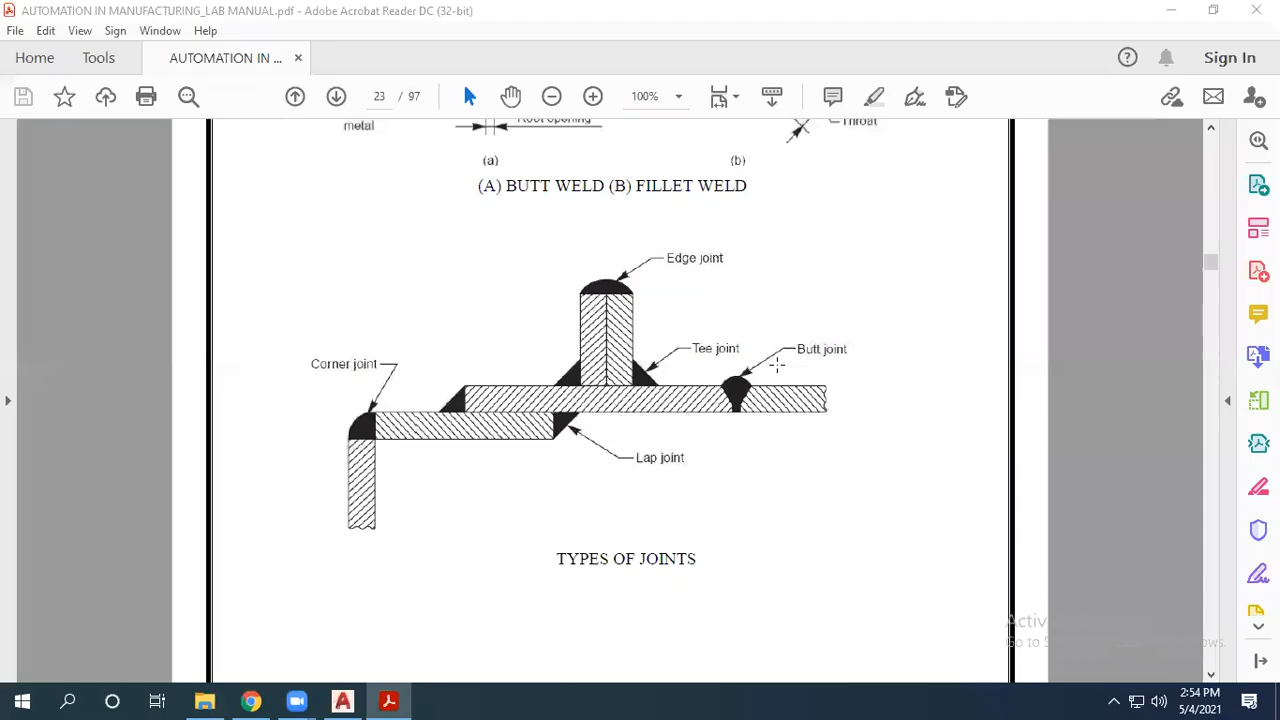 AUTOMATION IN MANUFACTURING_LAB MANUAL.pdf - Adobe Acrobat Reader DC (32-bit)
File Edit View Sign Window Help
Home Tools AUTOMATION IN ... × Sign In
23 / 97 100%
metal Root opening Throat
(a) (b)
(A) BUTT WELD (B) FILLET WELD
Edge joint
Tee joint Butt joint
Corner joint
Lap joint
TYPES OF JOINTS
2:54 PM
5/4/2021